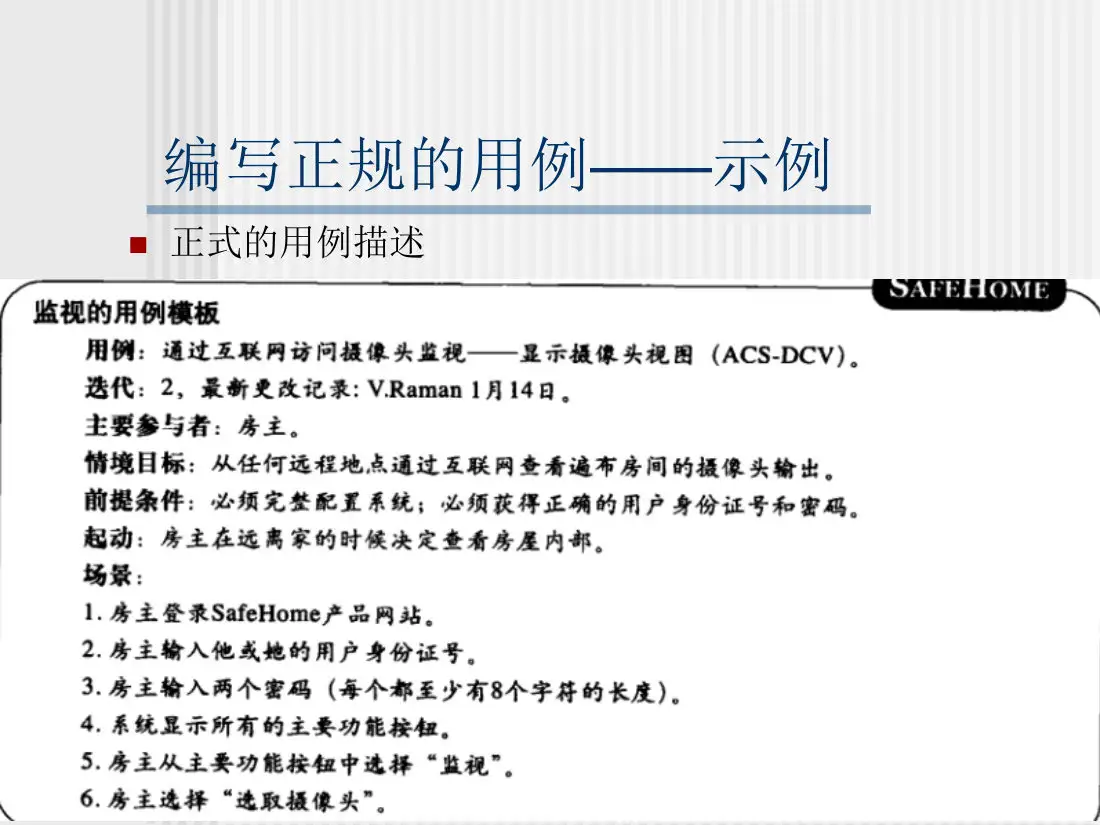 编写正规的用例——示例
正式的用例描述
SAFEHOME
监视的用例模板
用例：通过互联网访问摄像头监视——显示摄像头视图（ACS-DCV）。
迭代：2，最新更改记录: V.Raman 1月14日。
主要参与者：房主。
情境目标：从任何远程地点通过互联网查看遍布房间的摄像头输出。
前提条件：必须完整配置系统；必须获得正确的用户身份证号和密码。
起动：房主在远离家的时候决定查看房屋内部。
场景：
1. 房主登录SafeHome产品网站。
2. 房主输入他或她的用户身份证号。
3. 房主输入两个密码（每个都至少有8个字符的长度）。
4. 系统显示所有的主要功能按钮。
5. 房主从主要功能按钮中选择“监视”。
6. 房主选择“选取摄像头”。